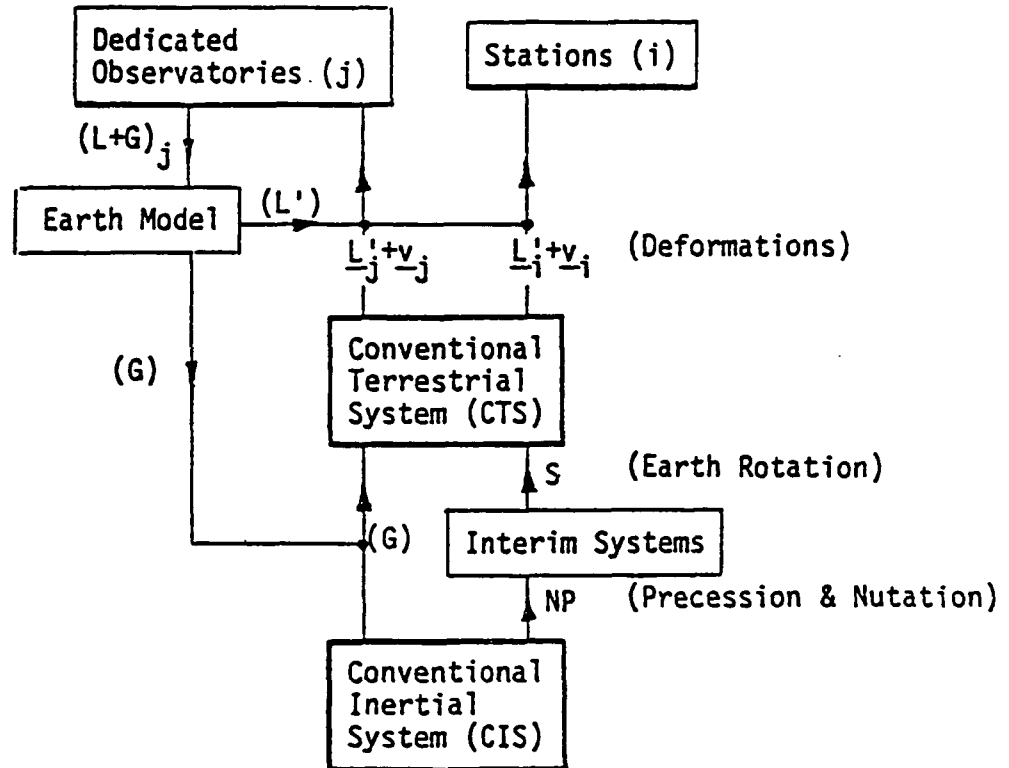 Dedicated
Observatories (j)
Stations (i)
(L+G)j
Earth Model
(L')
L'j+vj
L'i+vi
(Deformations)
(G)
Conventional
Terrestrial
System (CTS)
S
(Earth Rotation)
(G)
Interim Systems
NP
(Precession & Nutation)
Conventional
Inertial
System (CIS)